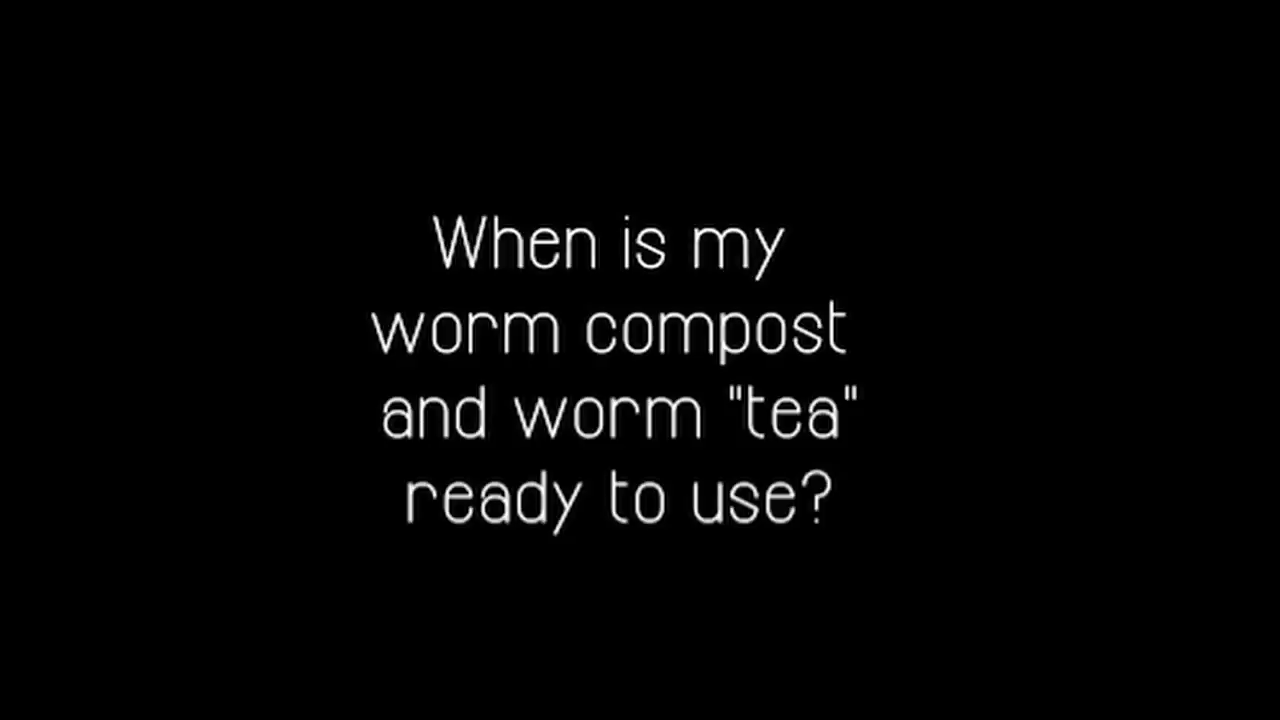 When is my
worm compost
and worm "tea"
ready to use?